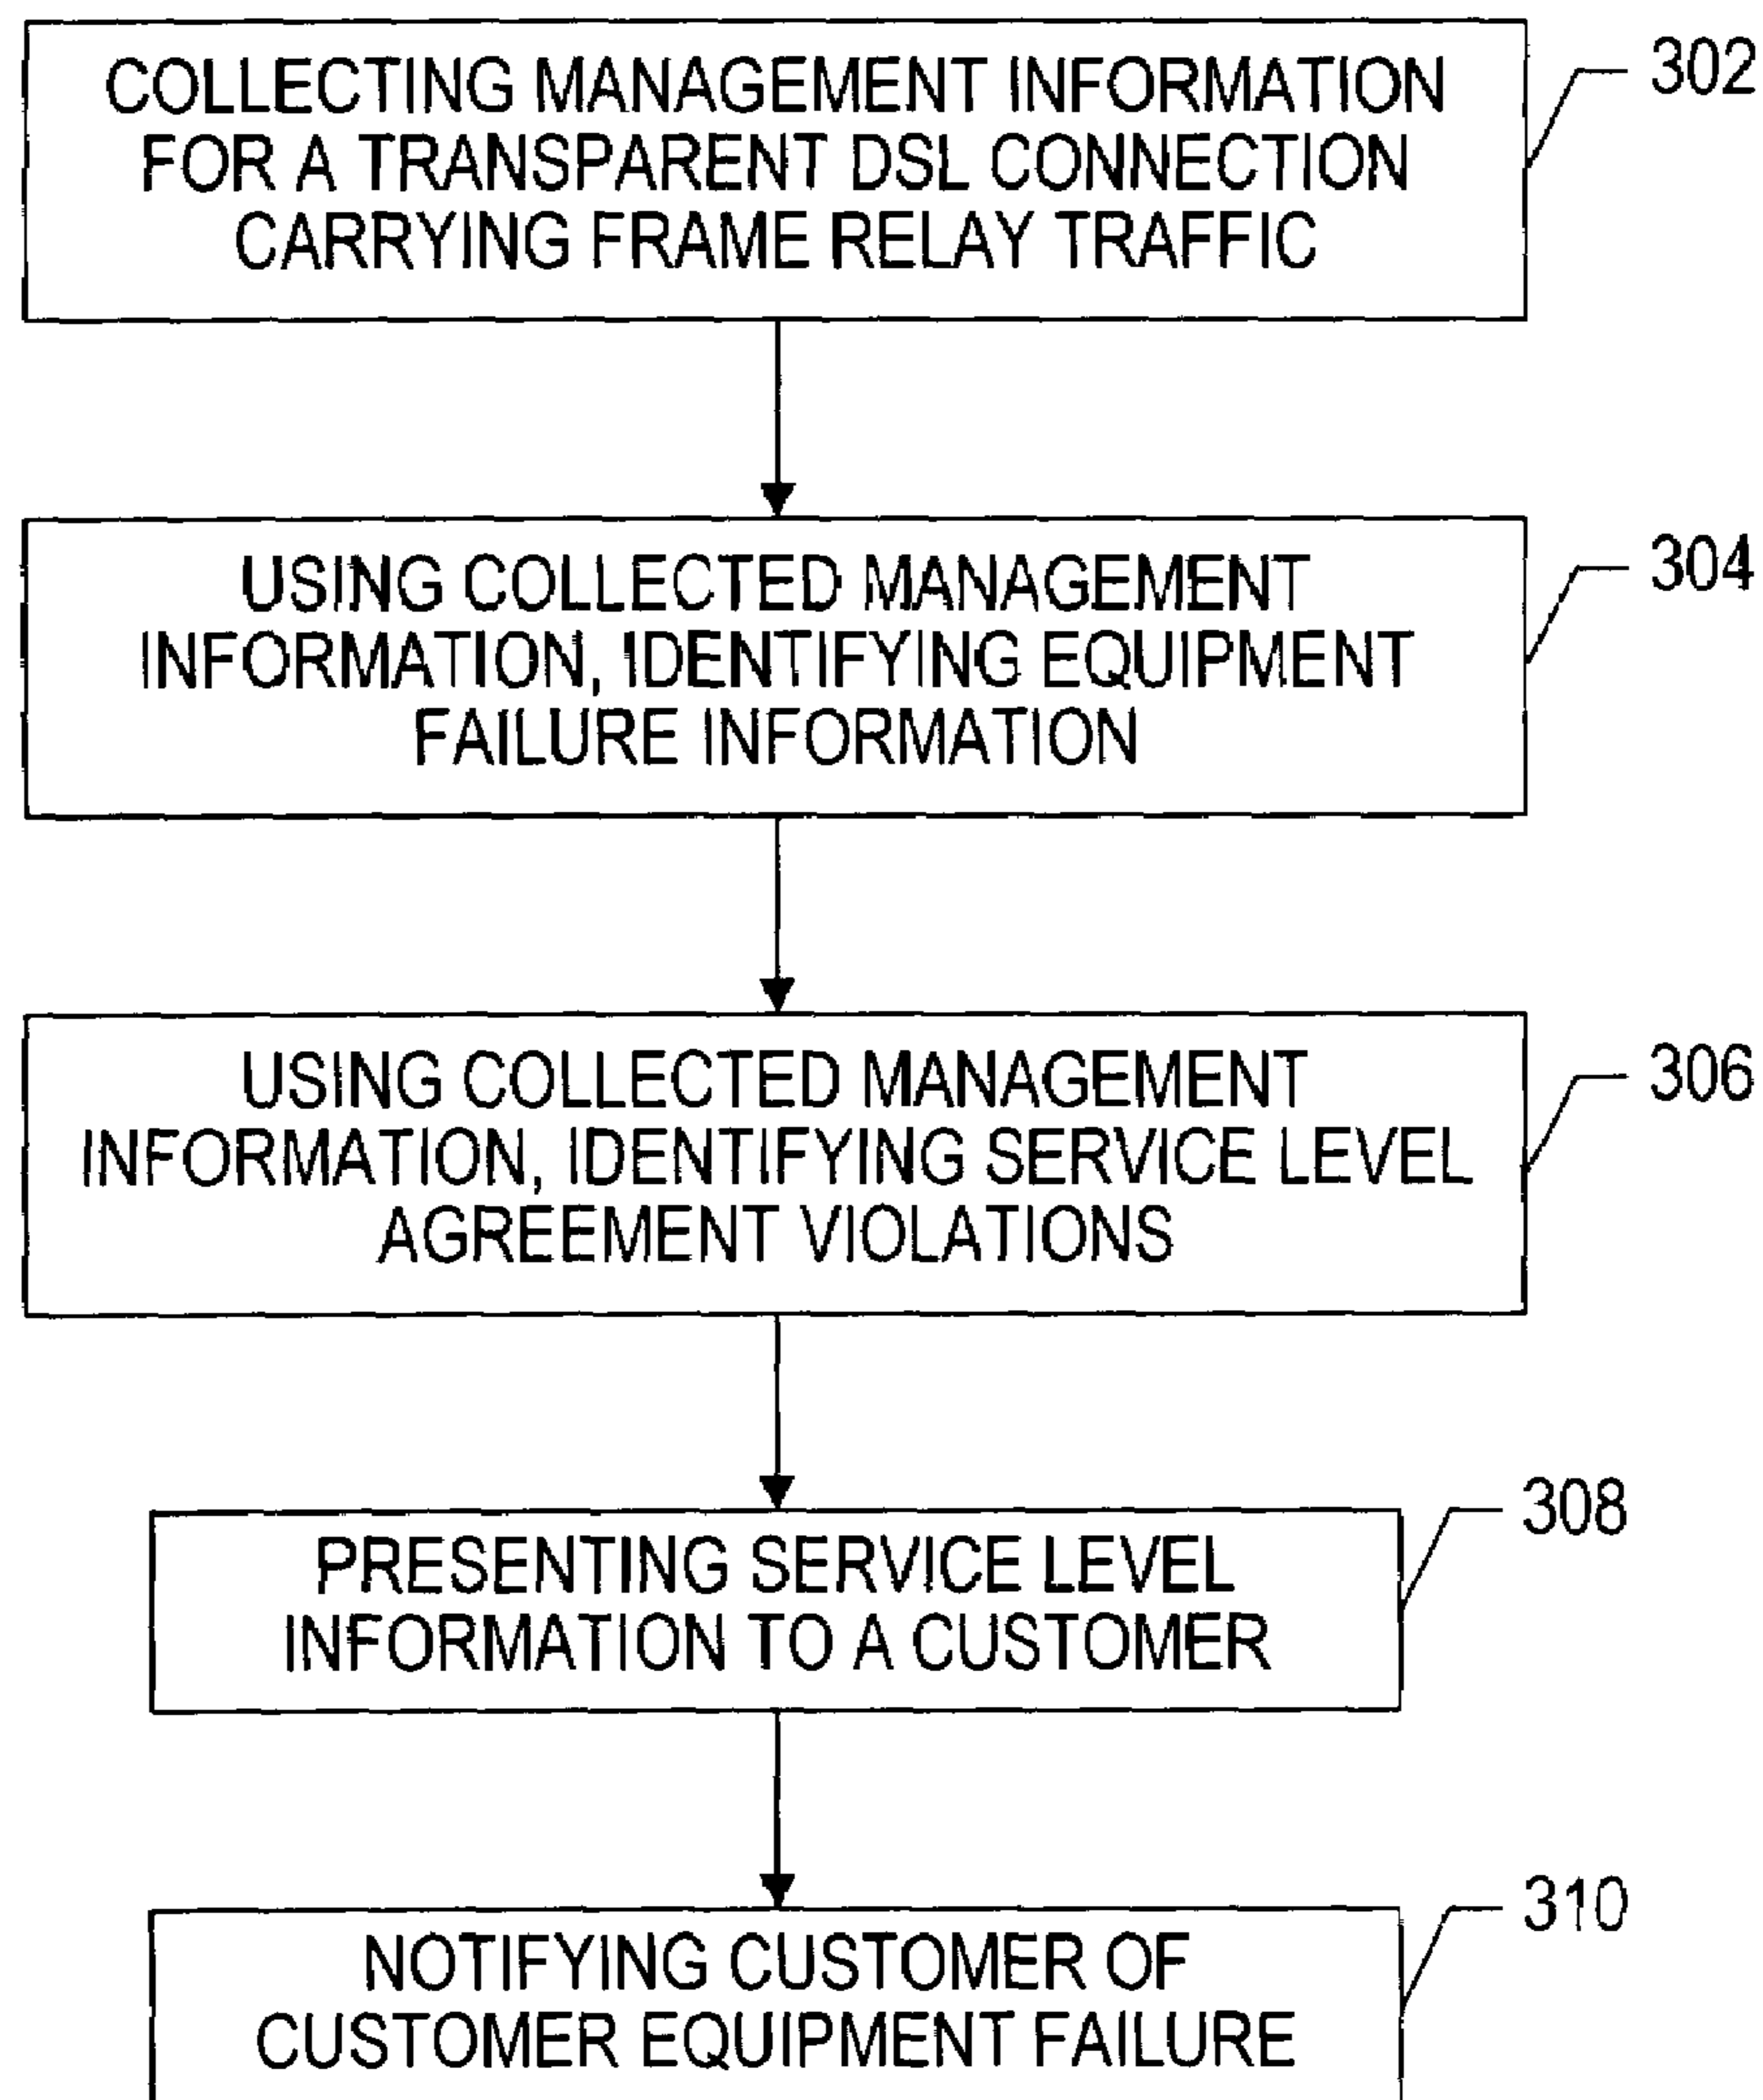 COLLECTING MANAGEMENT INFORMATION
FOR A TRANSPARENT DSL CONNECTION
CARRYING FRAME RELAY TRAFFIC
302
USING COLLECTED MANAGEMENT
INFORMATION, IDENTIFYING EQUIPMENT
FAILURE INFORMATION
304
USING COLLECTED MANAGEMENT
INFORMATION, IDENTIFYING SERVICE LEVEL
AGREEMENT VIOLATIONS
306
PRESENTING SERVICE LEVEL
INFORMATION TO A CUSTOMER
308
NOTIFYING CUSTOMER OF
CUSTOMER EQUIPMENT FAILURE
310